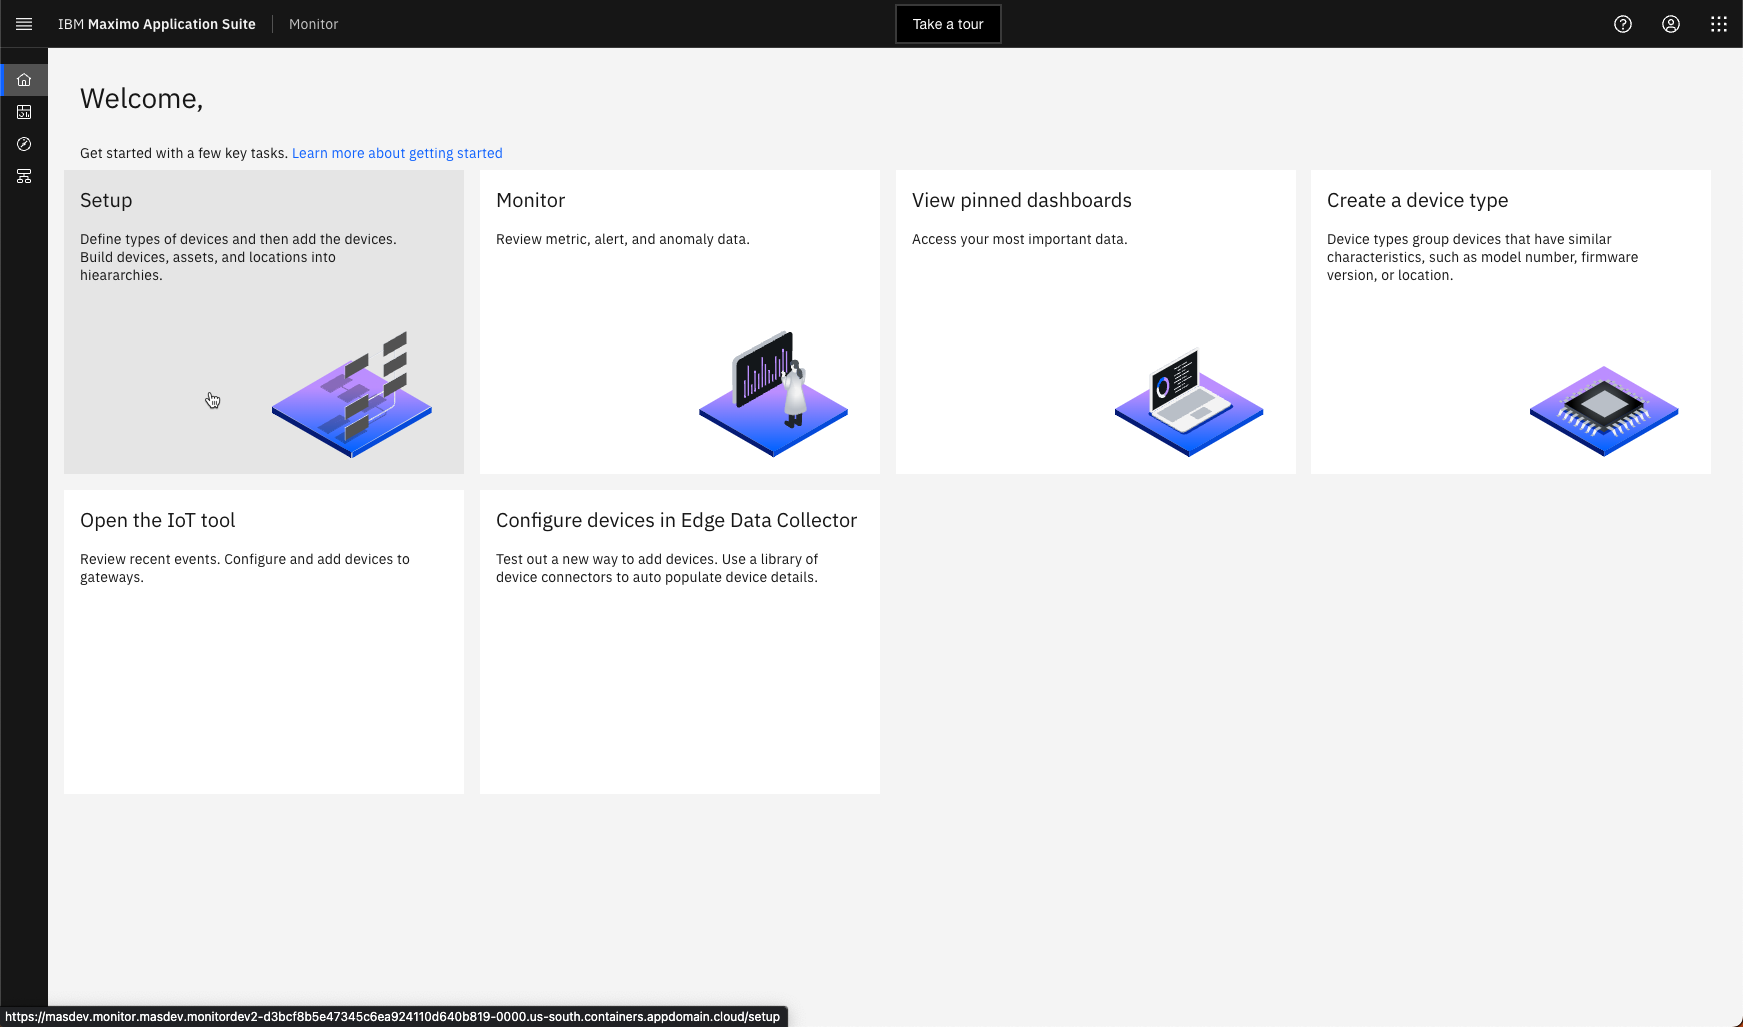 IBM Maximo Application Suite
Monitor
Take a tour
Welcome,
Get started with a few key tasks. Learn more about getting started
Setup
Define types of devices and then add the devices.
Build devices, assets, and locations into
hieararchies.
Monitor
Review metric, alert, and anomaly data.
View pinned dashboards
Access your most important data.
Create a device type
Device types group devices that have similar
characteristics, such as model number, firmware
version, or location.
Open the IoT tool
Review recent events. Configure and add devices to
gateways.
Configure devices in Edge Data Collector
Test out a new way to add devices. Use a library of
device connectors to auto populate device details.
https://masdev.monitor.masdev.monitordev2-d3bcf8b5e47345c6ea924110d640b819-0000.us-south.containers.appdomain.cloud/setup